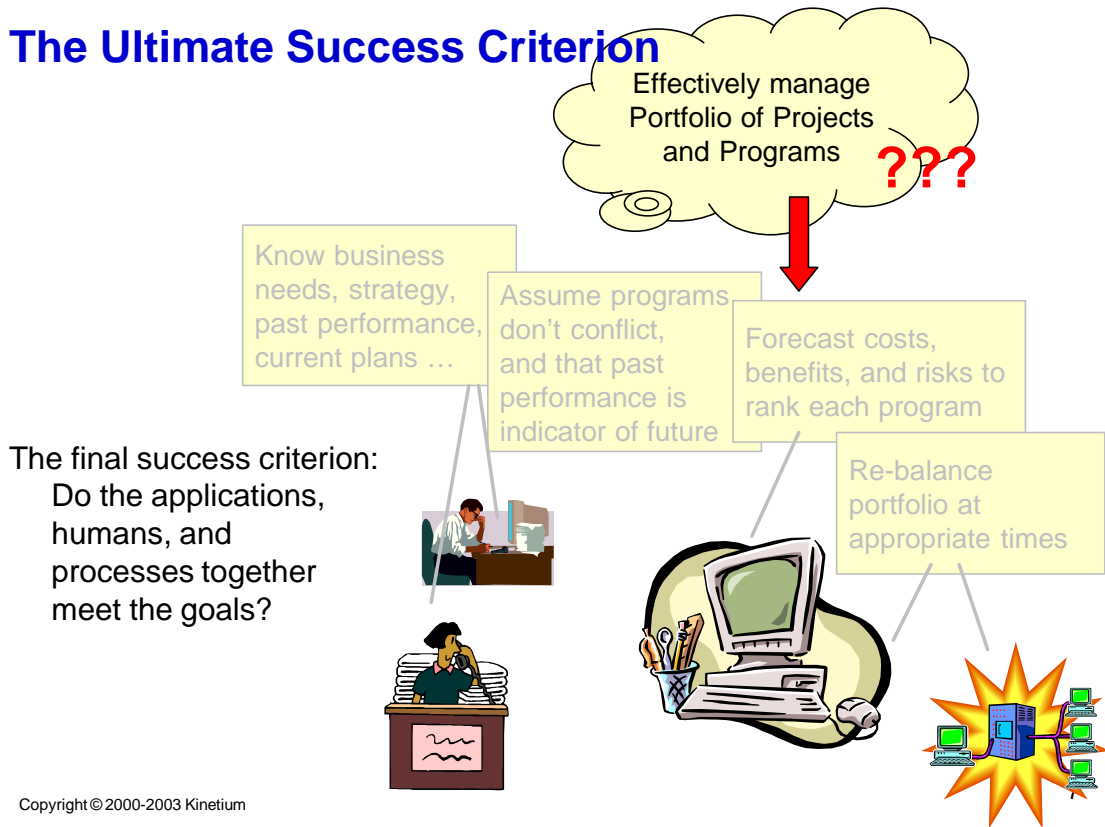 The Ultimate Success Criterion
Effectively manage
Portfolio of Projects
and Programs
???
Know business
needs, strategy,
past performance,
current plans …
Assume programs
don’t conflict,
and that past
performance is
indicator of future
Forecast costs,
benefits, and risks to
rank each program
Re-balance
portfolio at
appropriate times
The final success criterion:
Do the applications,
humans, and
processes together
meet the goals?
Copyright © 2000-2003 Kinetium